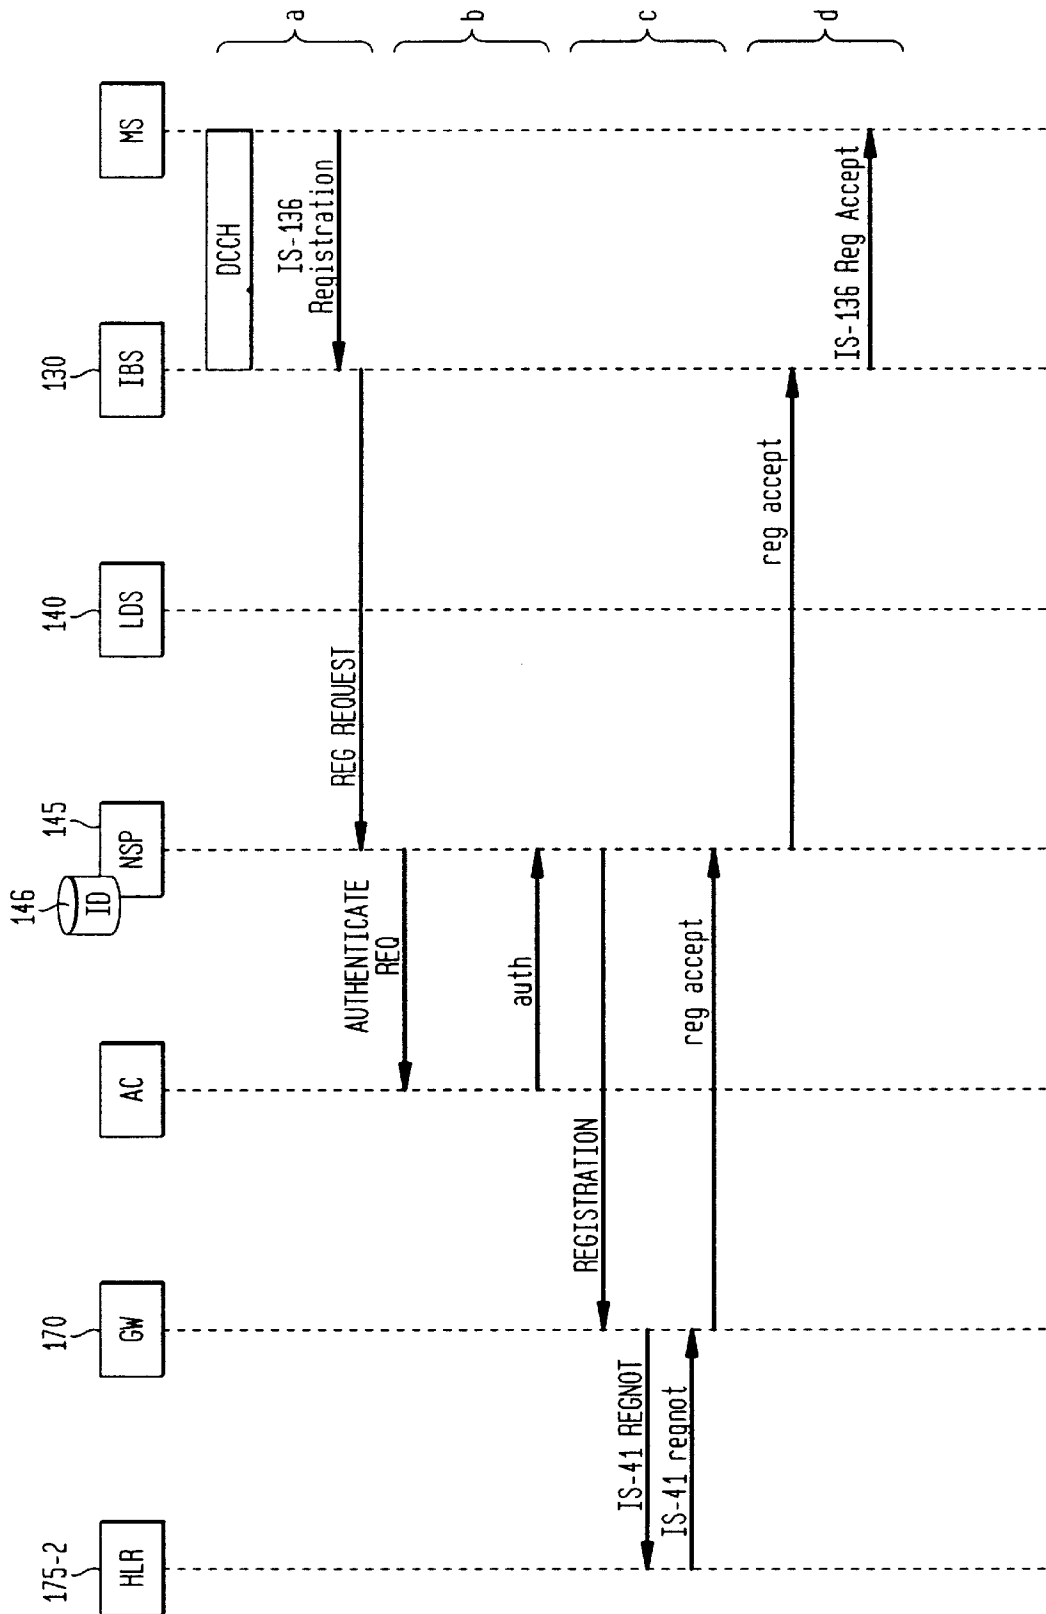 175-2
HLR
170
GW
AC
146
ID
145
NSP
140
LDS
130
IBS
MS
DCCH
IS-136
Registration
REG REQUEST
a
AUTHENTICATE
REQ
auth
b
REGISTRATION
IS-41 REGNOT
IS-41 regnot
reg accept
c
reg accept
IS-136 Reg Accept
d